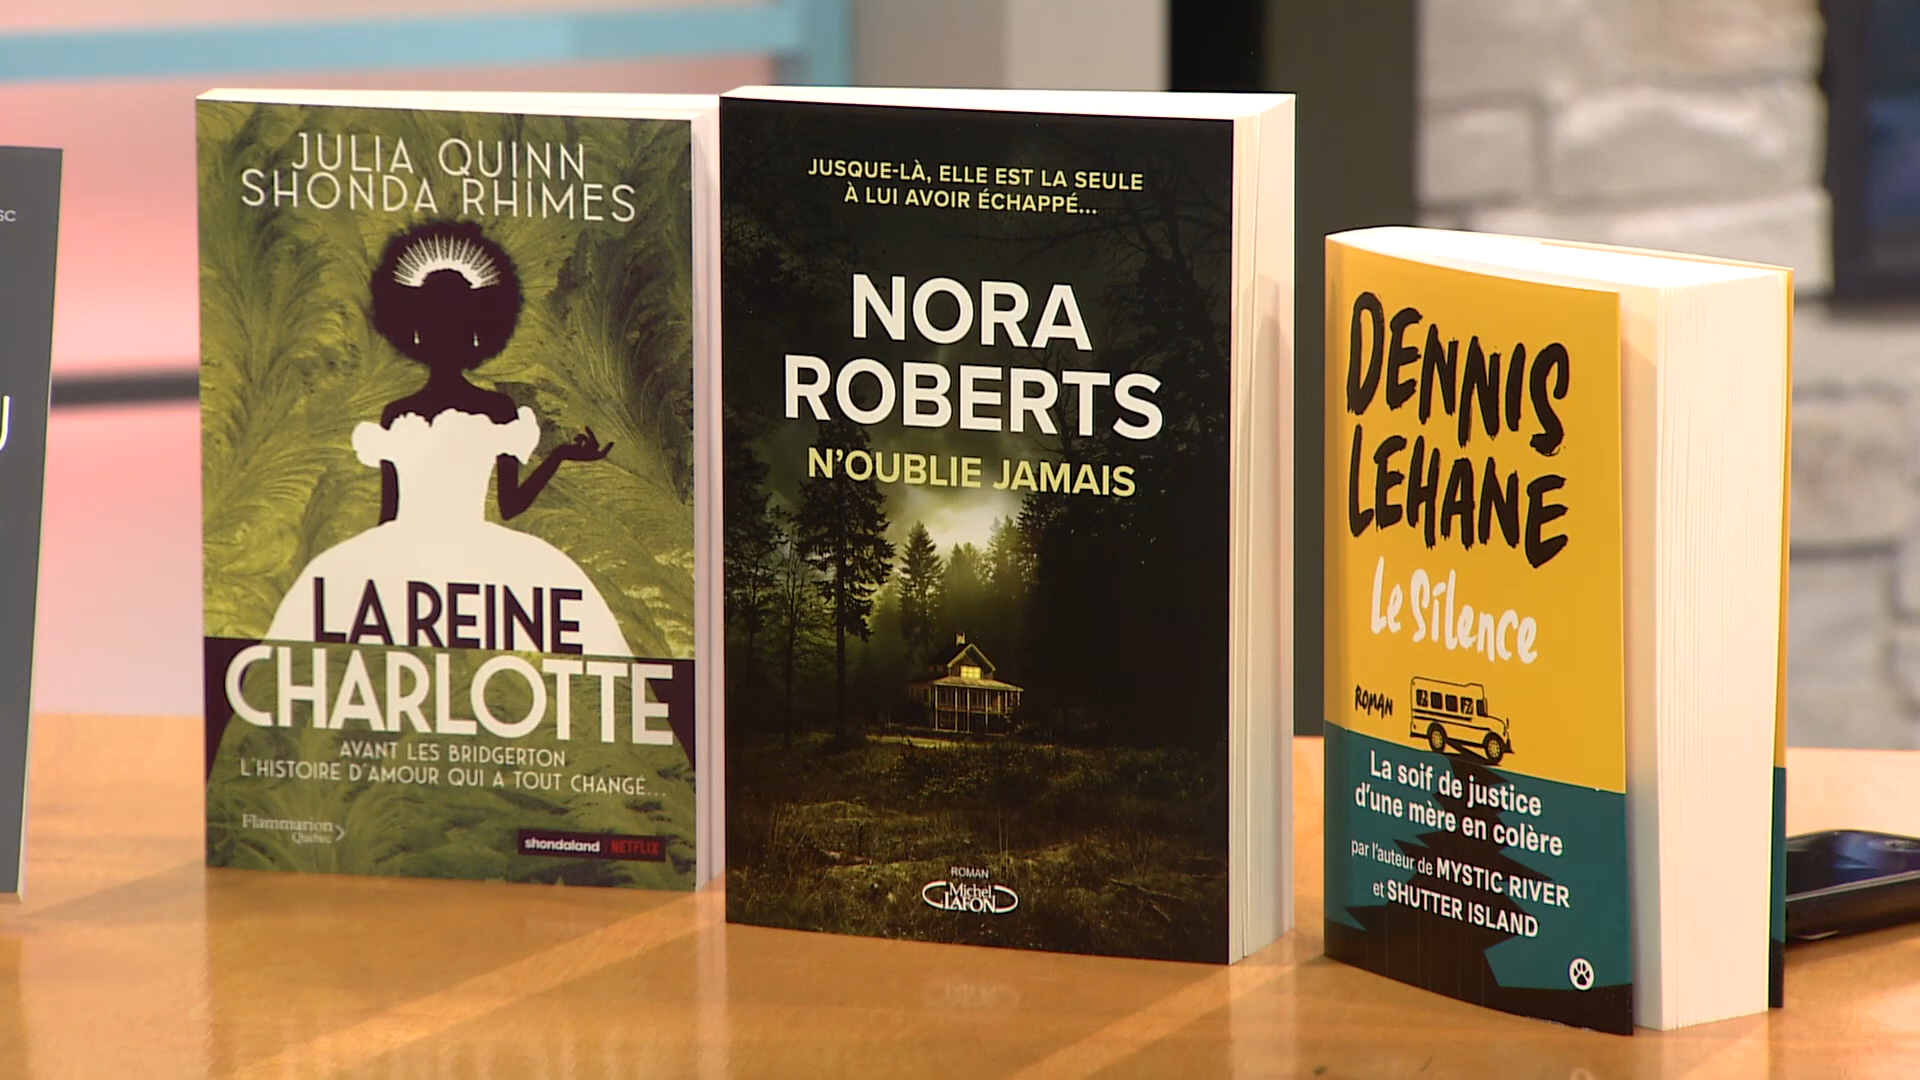 SC
U
JULIA QUINN
SHONDA RHIMES
LA REINE
CHARLOTTE
AVANT LES BRIDGERTON
L'HISTOIRE D'AMOUR QUI A TOUT CHANGÉ...
Flammarion
Québec
shondaland | NETFLIX
JUSQUE-LÀ, ELLE EST LA SEULE
À LUI AVOIR ÉCHAPPÉ...
NORA
ROBERTS
N'OUBLIE JAMAIS
ROMAN
Michel
LAFON
DENNIS
LEHANE
Le Silence
ROMAN
La soif de justice
d'une mère en colère
par l'auteur de MYSTIC RIVER
et SHUTTER ISLAND